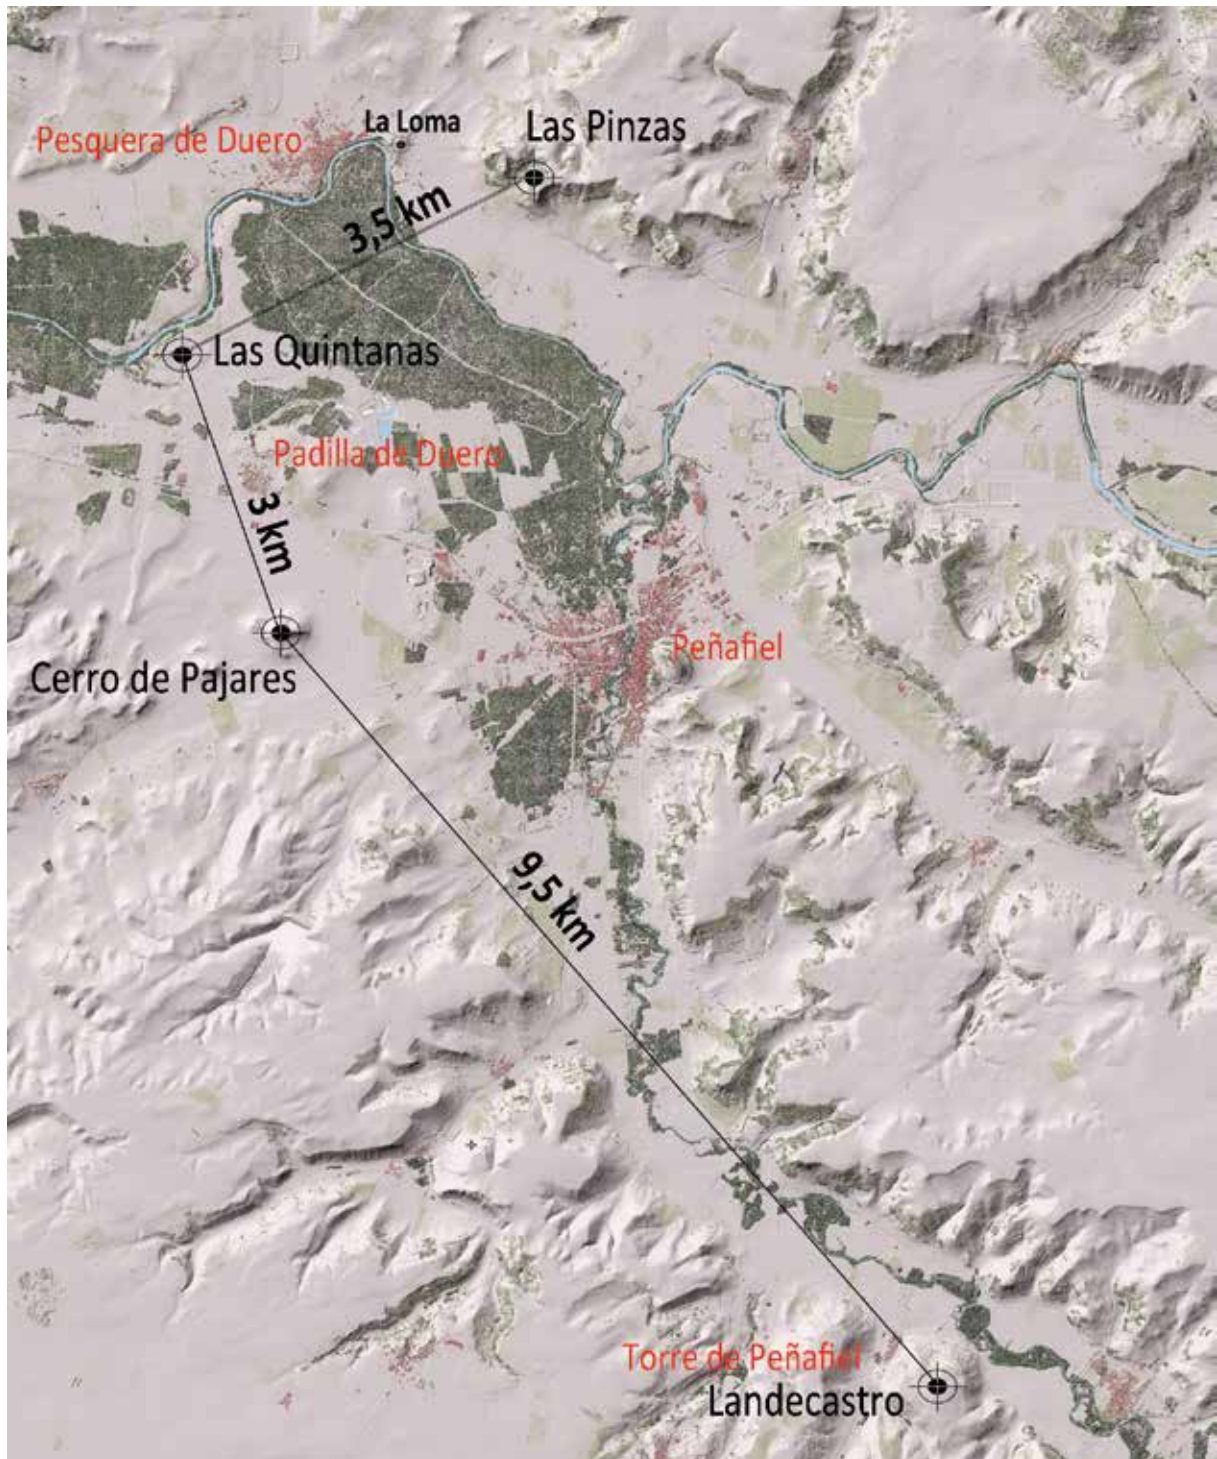 La Loma
Las Pinzas
Pesquera de Duero
3,5 km
Las Quintanas
Padilla de Duero
3 km
Peñafiel
Cerro de Pajares
9,5 km
Torre de Peñafiel
Landecastro